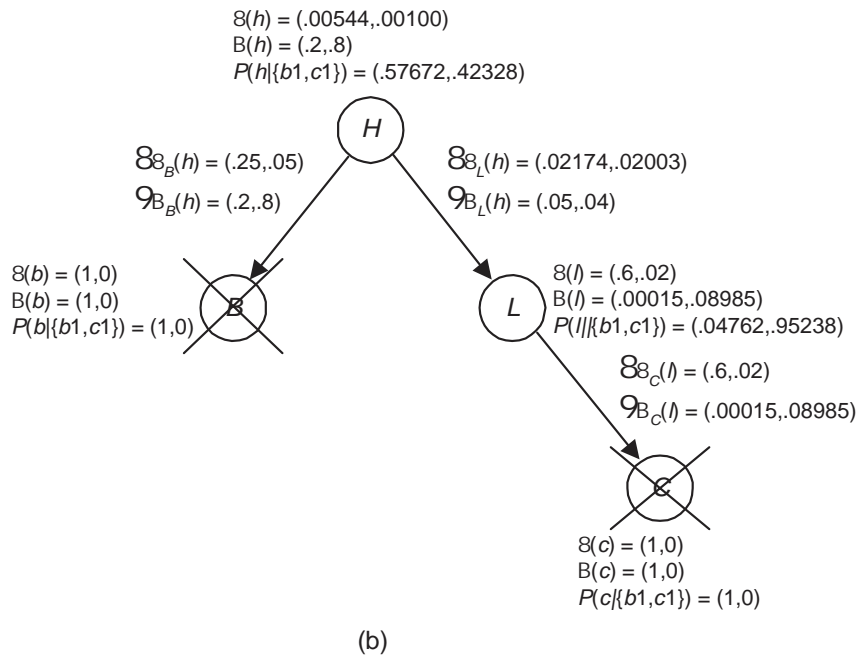 8(h) = (.00544,.00100)
B(h) = (.2,.8)
P(h|{b1,c1}) = (.57672,.42328)
H
88B(h) = (.25,.05)
9BB(h) = (.2,.8)
88L(h) = (.02174,.02003)
9BL(h) = (.05,.04)
8(b) = (1,0)
B(b) = (1,0)
P(b|{b1,c1}) = (1,0)
B
L
8(l) = (.6,.02)
B(l) = (.00015,.08985)
P(l||{b1,c1}) = (.04762,.95238)
88C(l) = (.6,.02)
9BC(l) = (.00015,.08985)
C
8(c) = (1,0)
B(c) = (1,0)
P(c|{b1,c1}) = (1,0)
(b)